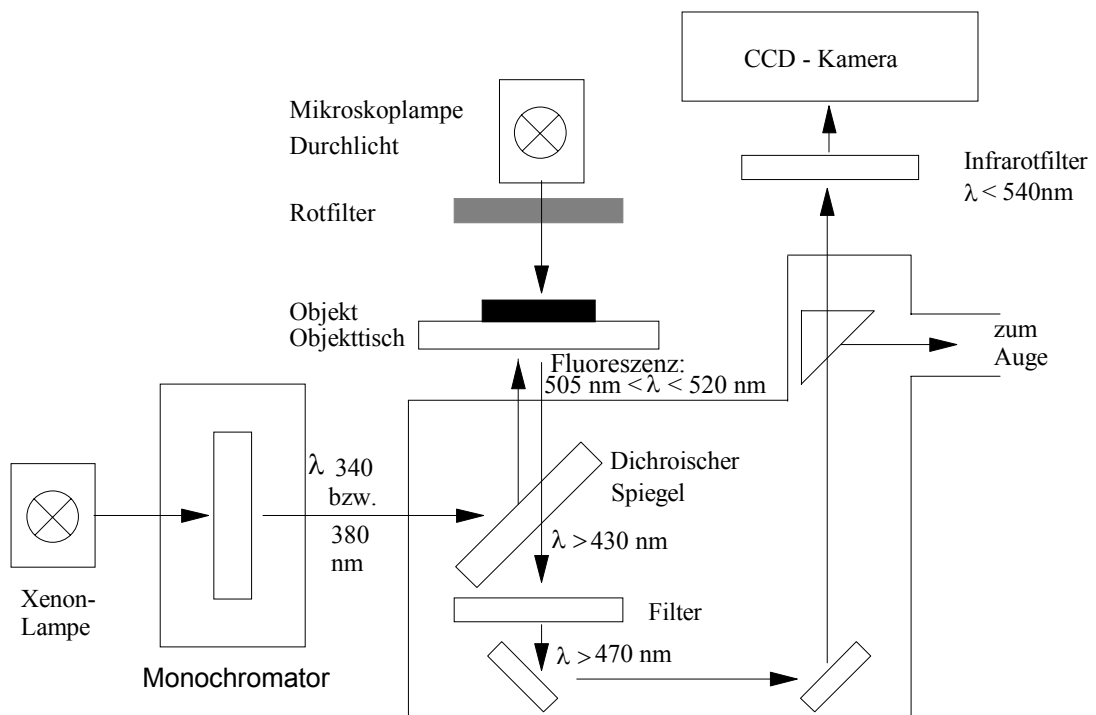 CCD - Kamera
Mikroskoplampe
Durchlicht
Infrarotfilter
λ < 540nm
Rotfilter
Objekt
Objekttisch
zum
Auge
Fluoreszenz:
505 nm < λ < 520 nm
λ 340
bzw.
380
nm
Dichroischer
Spiegel
λ > 430 nm
Xenon-
Lampe
Filter
λ > 470 nm
Monochromator